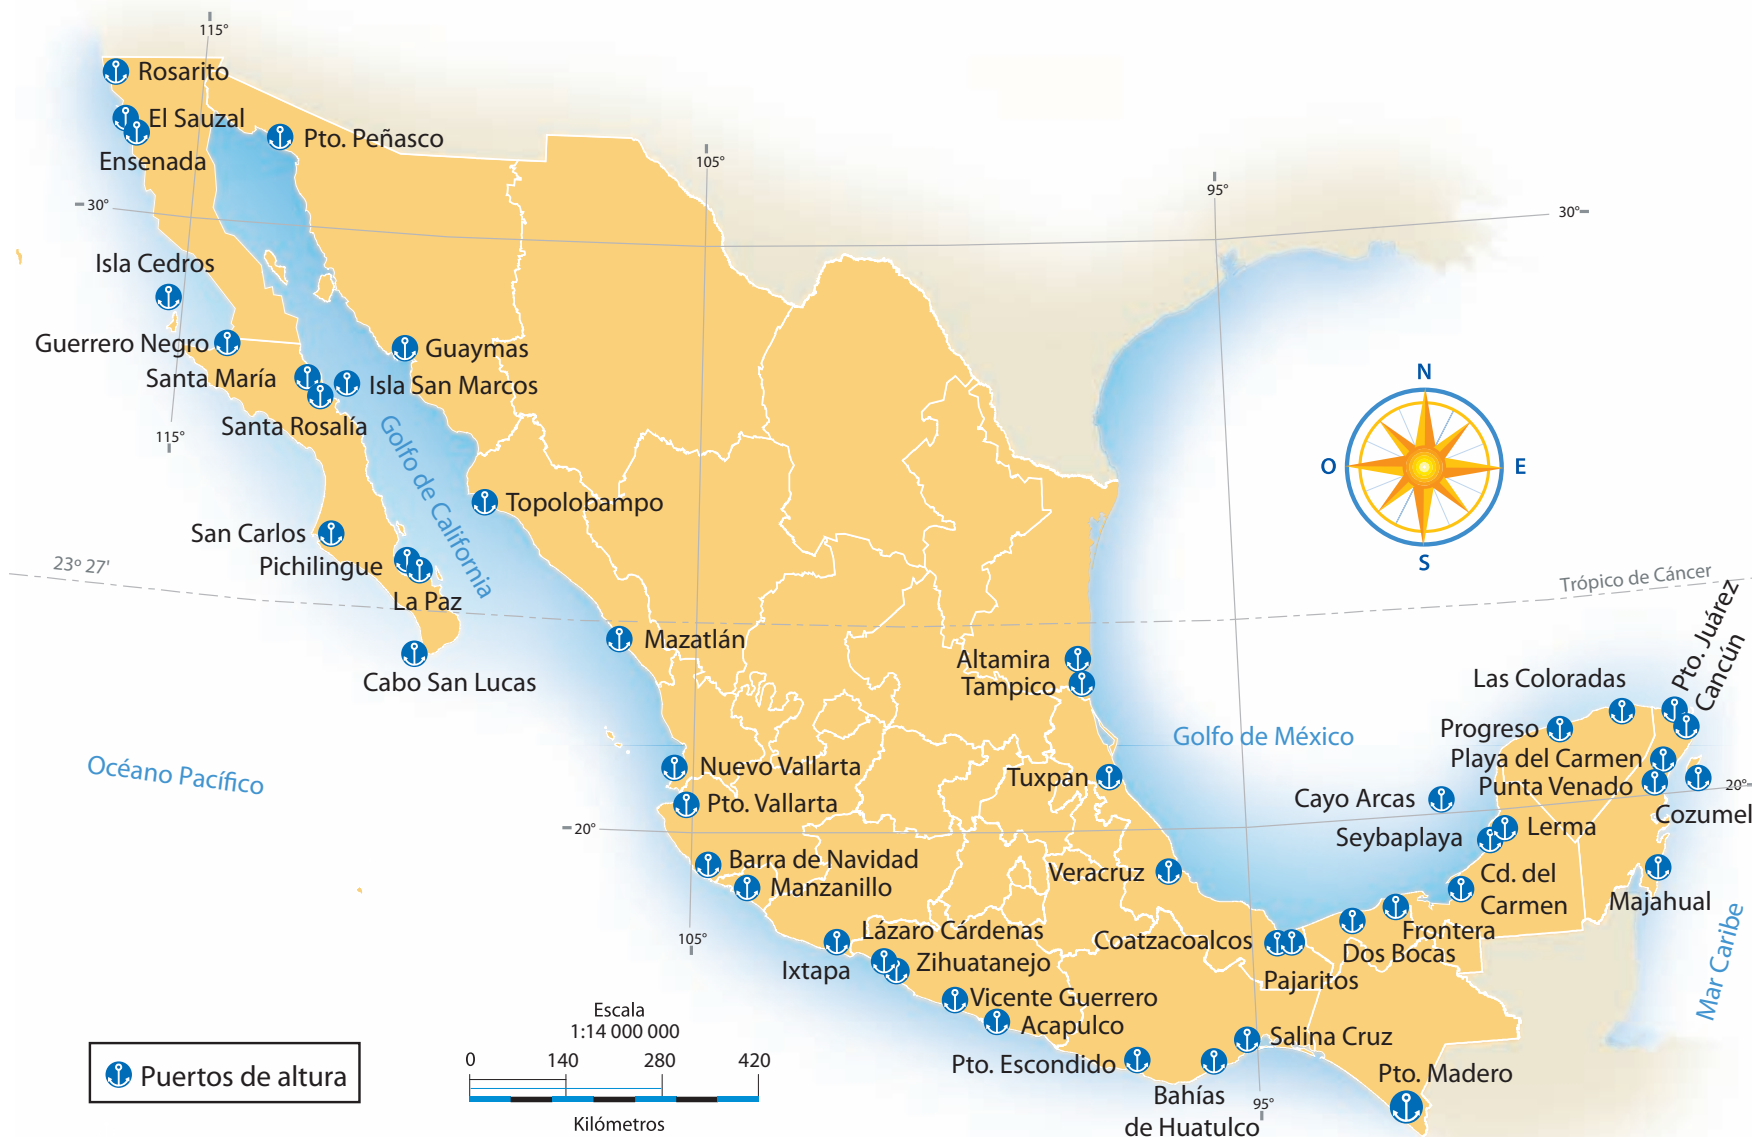 115°
Rosarito
El Sauzal
Ensenada
Pto. Peñasco
105°
95°
30°
30°
Isla Cedros
Guerrero Negro
Guaymas
Santa María
Isla San Marcos
Santa Rosalía
115°
Golfo de California
N
O
E
S
Topolobampo
San Carlos
Pichilingue
La Paz
23º 27'
Trópico de Cáncer
Mazatlán
Cabo San Lucas
Altamira
Tampico
Las Coloradas
Pto. Juárez
Cancún
Progreso
Golfo de México
Océano Pacífico
Nuevo Vallarta
Playa del Carmen
Tuxpan
Punta Venado
20°
Pto. Vallarta
Cayo Arcas
Cozumel
20°
Seybaplaya
Lerma
Barra de Navidad
Manzanillo
Veracruz
Cd. del
Carmen
Majahual
105°
Lázaro Cárdenas
Coatzacoalcos
Frontera
Dos Bocas
Ixtapa
Zihuatanejo
Pajaritos
Mar Caribe
Vicente Guerrero
Acapulco
Salina Cruz
Pto. Escondido
Pto. Madero
Bahías
de Huatulco
95°
Escala
1:14 000 000
0
140
280
420
Kilómetros
Puertos de altura